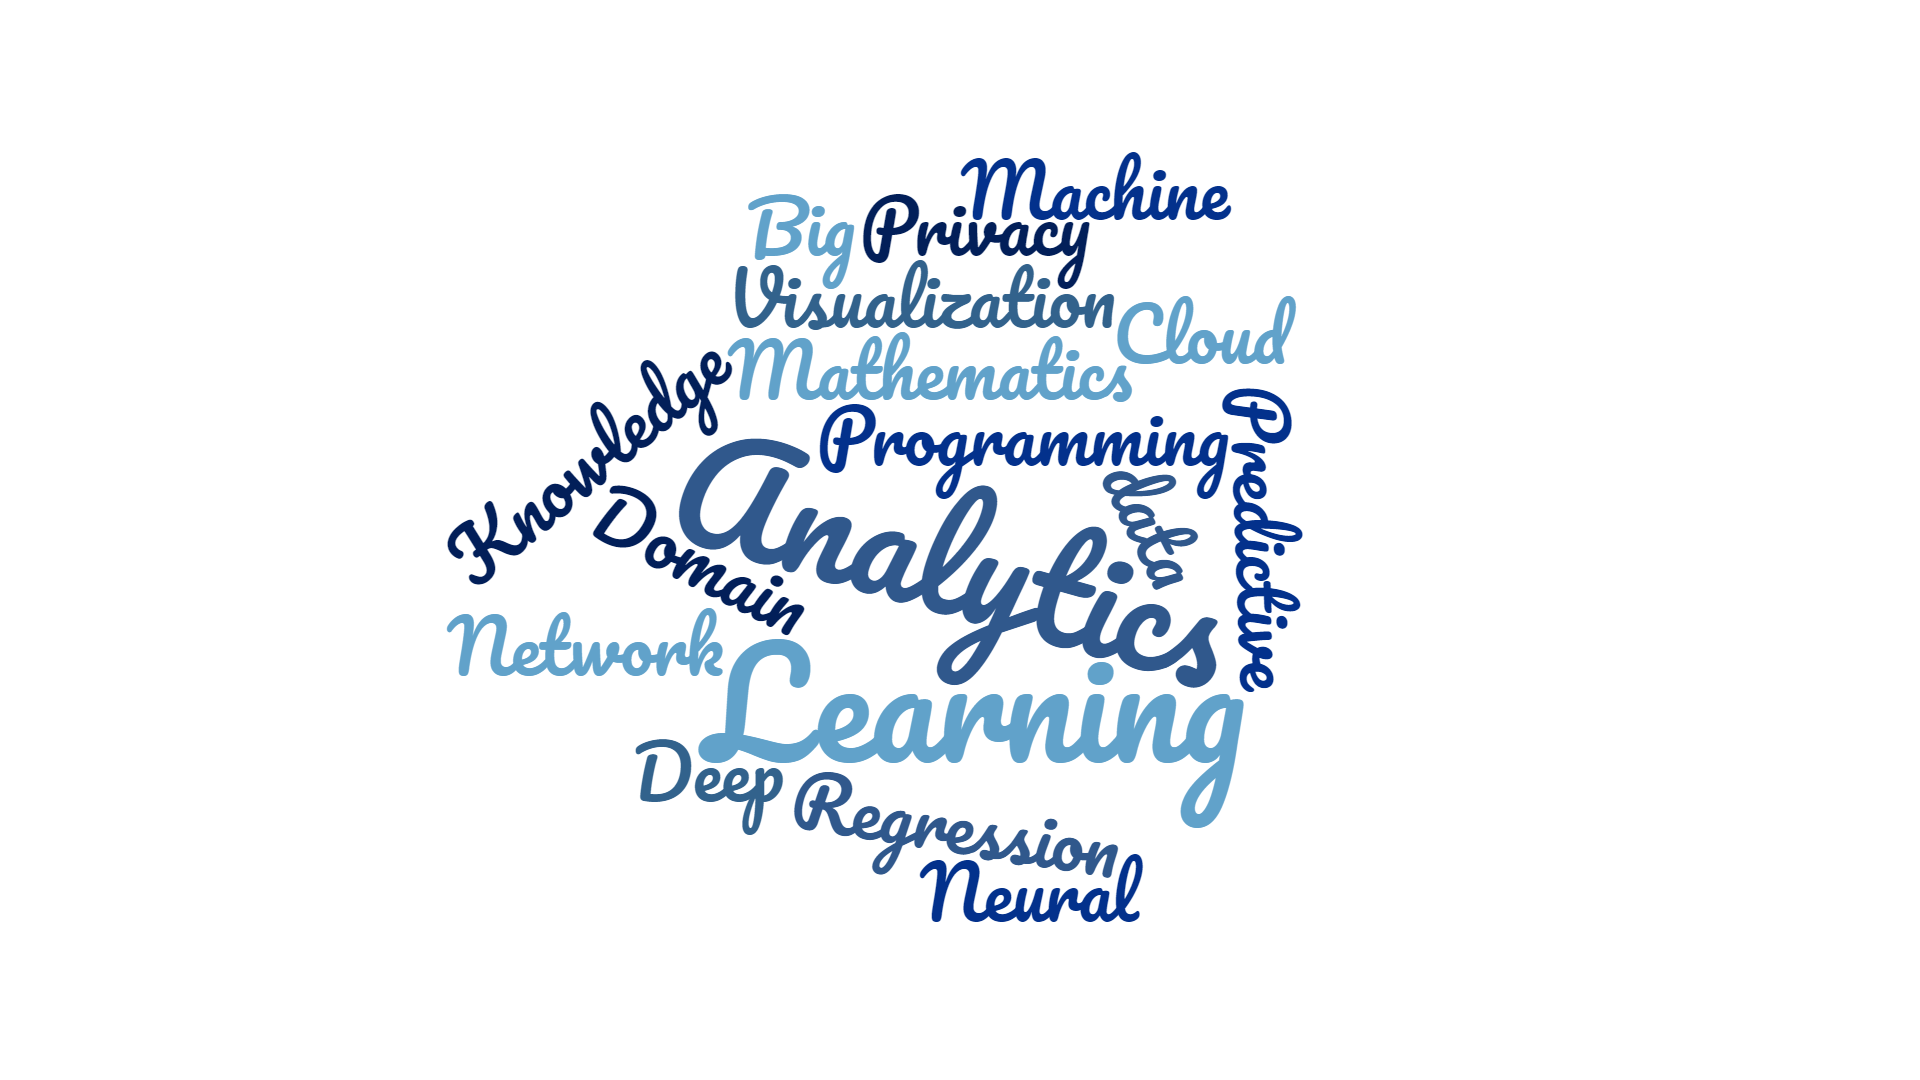 Machine
Big
Privacy
Visualization
Cloud
Mathematics
Knowledge
Programming
Predictive
Analytics
data
Domain
Network
Learning
Deep
Regression
Neural